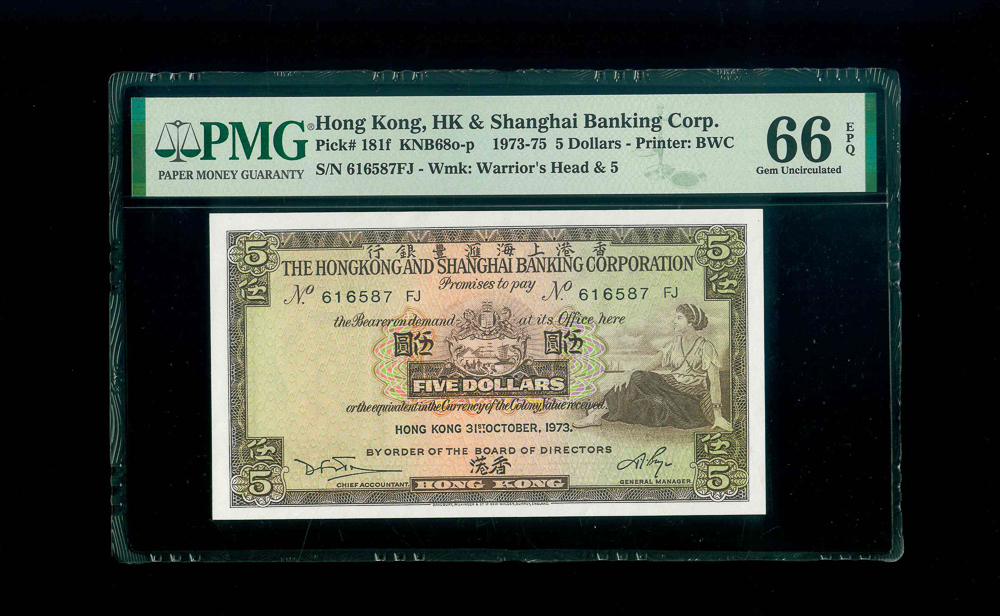 PMG®
PAPER MONEY GUARANTY
Hong Kong, HK & Shanghai Banking Corp.
Pick# 181f KNB68o-p 1973-75 5 Dollars - Printer: BWC
S/N 616587FJ - Wmk: Warrior's Head & 5
66 EPQ
Gem Uncirculated
5 5
行銀豐滙海上港香
THE HONGKONG AND SHANGHAI BANKING CORPORATION
伍 伍
Promises to pay
No 616587 FJ No 616587 FJ
the Bearer on demand at its Office here
圓伍 圓伍
FIVE DOLLARS
or the equivalent in the Currency of the Colony Value received.
HONG KONG 31ST OCTOBER, 1973.
BY ORDER OF THE BOARD OF DIRECTORS
伍 伍
港香
5 5
CHIEF ACCOUNTANT. HONG KONG GENERAL MANAGER.